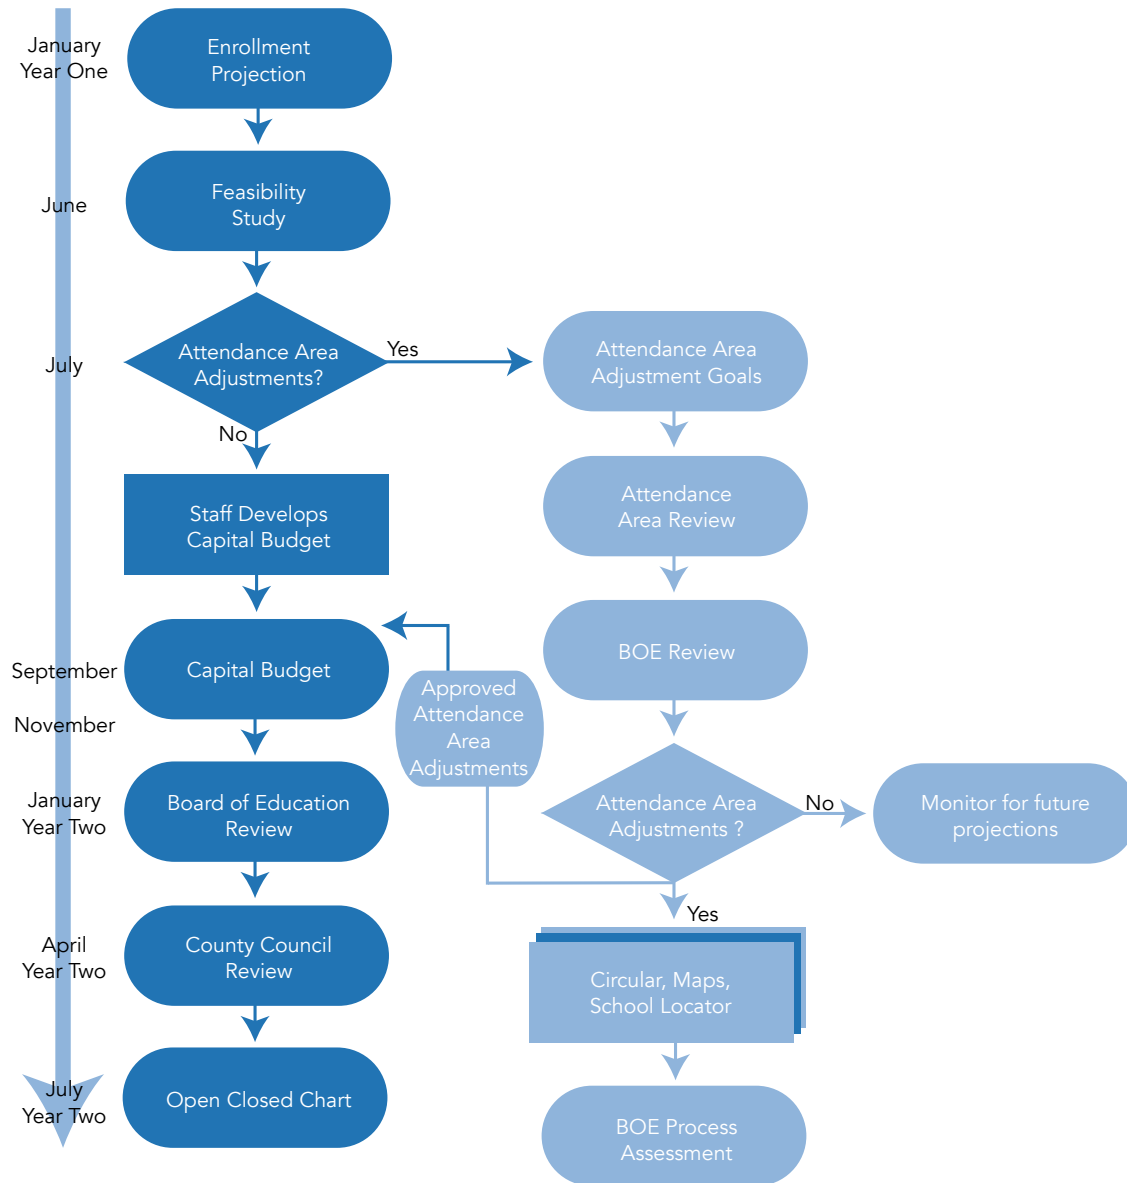 January
Year One
Enrollment
Projection
June
Feasibility
Study
July
Attendance Area
Adjustments?
Yes
No
Attendance Area
Adjustment Goals
Staff Develops
Capital Budget
Attendance
Area Review
September
Capital Budget
BOE Review
November
Approved
Attendance
Area
Adjustments
January
Year Two
Board of Education
Review
Attendance Area
Adjustments ?
No
Monitor for future
projections
Yes
April
Year Two
County Council
Review
Circular, Maps,
School Locator
July
Year Two
Open Closed Chart
BOE Process
Assessment